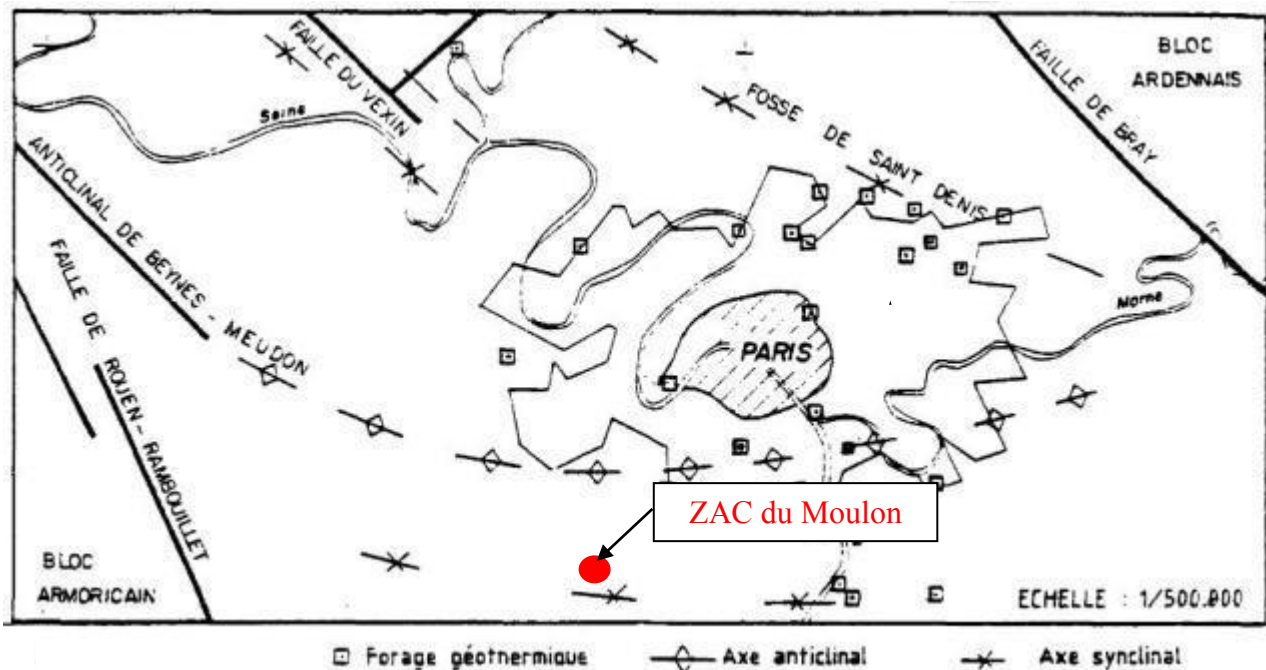 BLOC
ARDENNAIS
FAILLE DU VEXIN
FAILLE DE BRAY
Seine
FOSSE DE SAINT DENIS
ANTICLINAL DE BEYNES - MEUDON
Marne
PARIS
FAILLE DE ROUEN - RAMBOUILLET
ZAC du Moulon
BLOC
ARMORICAIN
ECHELLE : 1/500.000
Forage géothermique
Axe anticlinal
Axe synclinal